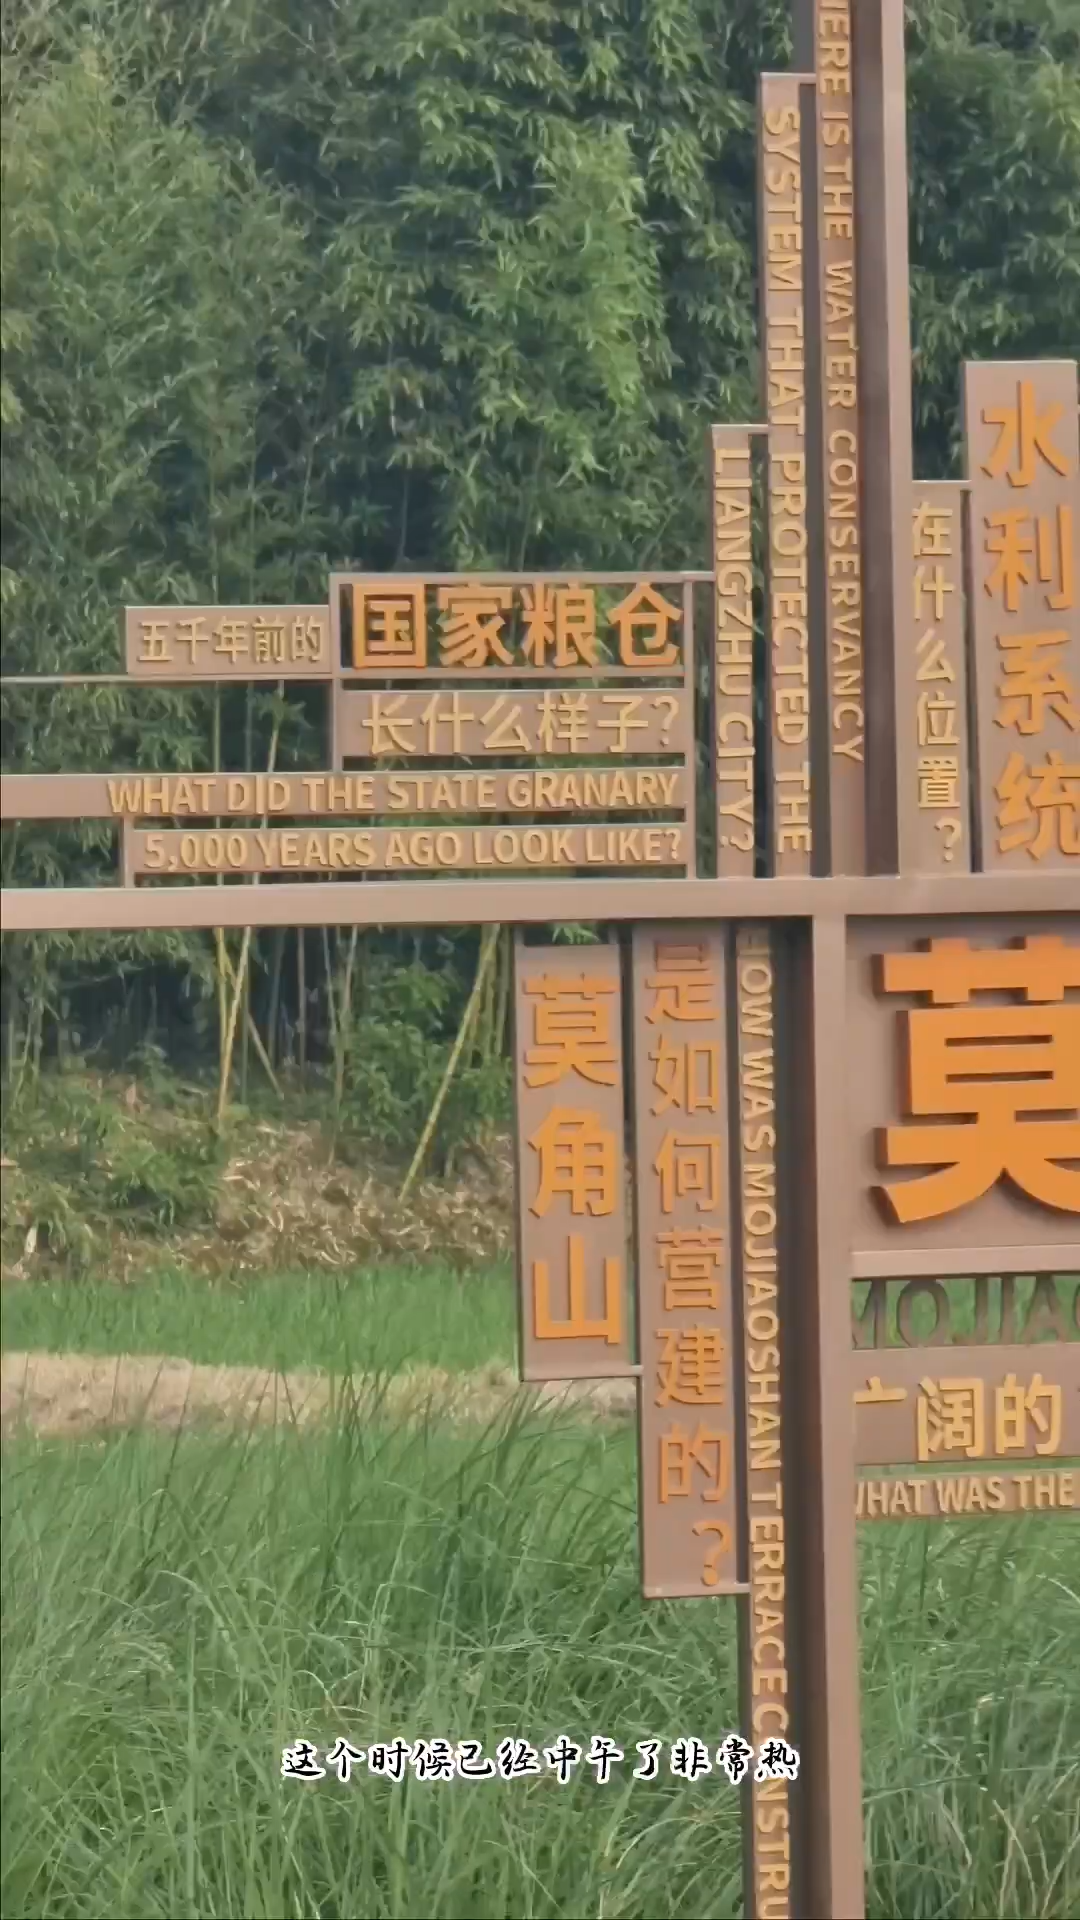 五千年前的
国家粮仓
长什么样子?
WHAT DID THE STATE GRANARY
5,000 YEARS AGO LOOK LIKE?
IS THE WATER CONSERVANCY
SYSTEM THAT PROTECTED THE
LIANGZHU CITY?
水利系统
在什么位置?
莫角山
是如何营建的?
HOW WAS MOJIAOSHAN TERRACE
莫
广阔的
WHAT WAS THE
这个时候已经中午了非常热